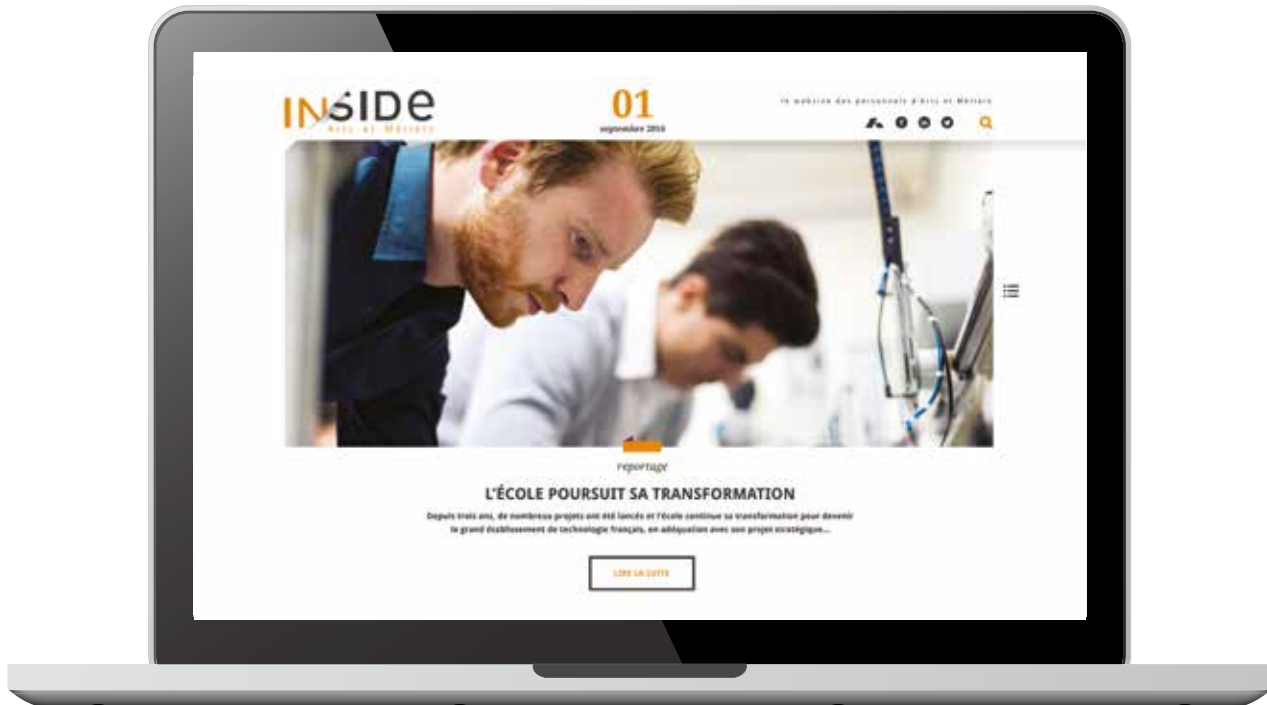 INSIDE
Arts et Métiers
01
septembre 2016
le webzine des personnels d'Arts et Métiers
reportage
L'ÉCOLE POURSUIT SA TRANSFORMATION
Depuis trois ans, de nombreux projets ont été lancés et l'école continue sa transformation pour devenir
le grand établissement de technologie français, en adéquation avec son projet stratégique...
LIRE LA SUITE